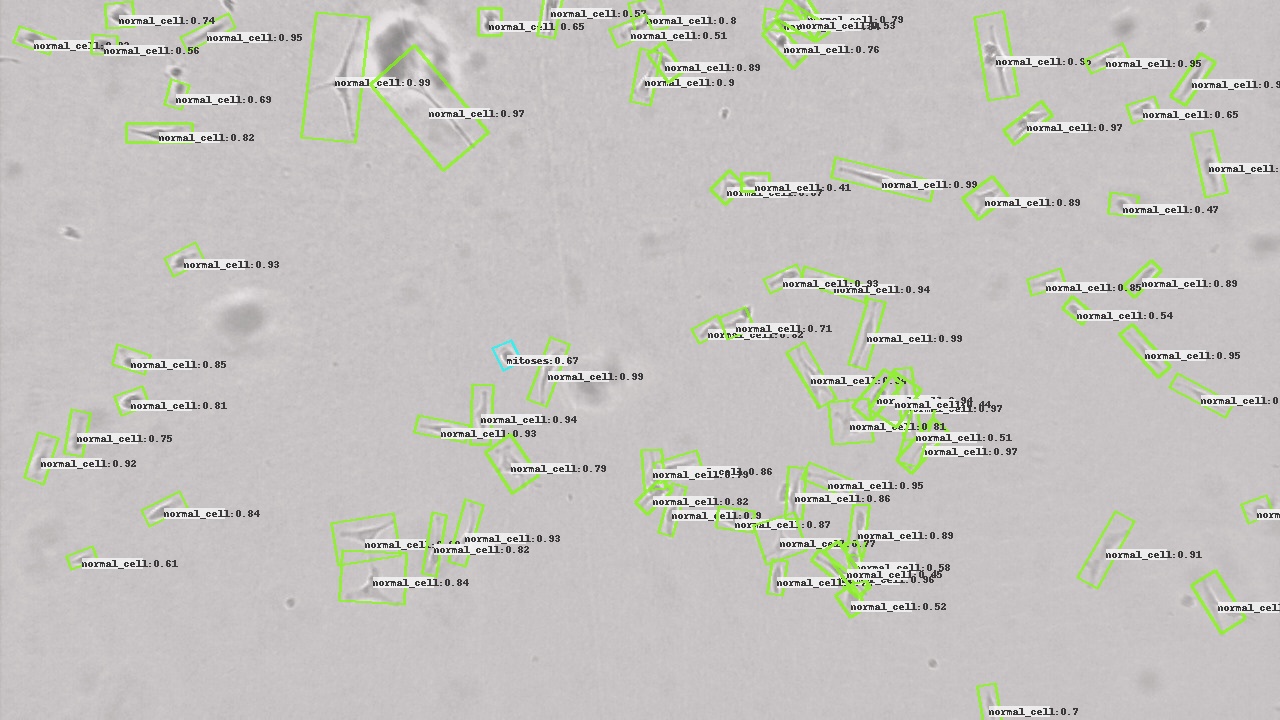 normal_cell:0.74
normal_cell:0.95
normal_cell:0.56
normal_cell:0.65
normal_cell:0.8
normal_cell:0.51
normal_cell:0.76
normal_cell:0.89
normal_cell:0.9
normal_cell:0.99
normal_cell:0.97
normal_cell:0.69
normal_cell:0.82
normal_cell:0.95
normal_cell:0.65
normal_cell:0.97
normal_cell:
normal_cell:0.41
normal_cell:0.99
normal_cell:0.89
normal_cell:0.47
normal_cell:0.93
normal_cell:0.93
normal_cell:0.94
normal_cell:0.85
normal_cell:0.89
normal_cell:0.54
normal_cell:0.71
normal_cell:0.99
normal_cell:0.95
mitoses:0.67
normal_cell:0.99
normal_cell:0.85
normal_cell:0.81
normal_cell:0.94
normal_cell:0.93
normal_cell:0.75
normal_cell:0.92
normal_cell:0.79
normal_cell:0.81
normal_cell:0.51
normal_cell:0.97
normal_cell:0
normal_cell:0.82
normal_cell:0.9
normal_cell:0.87
normal_cell:0.95
normal_cell:0.86
normal_cell:0.89
normal_cell:0.77
normal_cell:0.84
normal_cell:0.61
normal_cell:0.93
normal_cell:0.82
normal_cell:0.84
normal_cell:0.58
normal_cell:0.52
normal_cell:0.91
normal_cell:
normal_cell:0.7